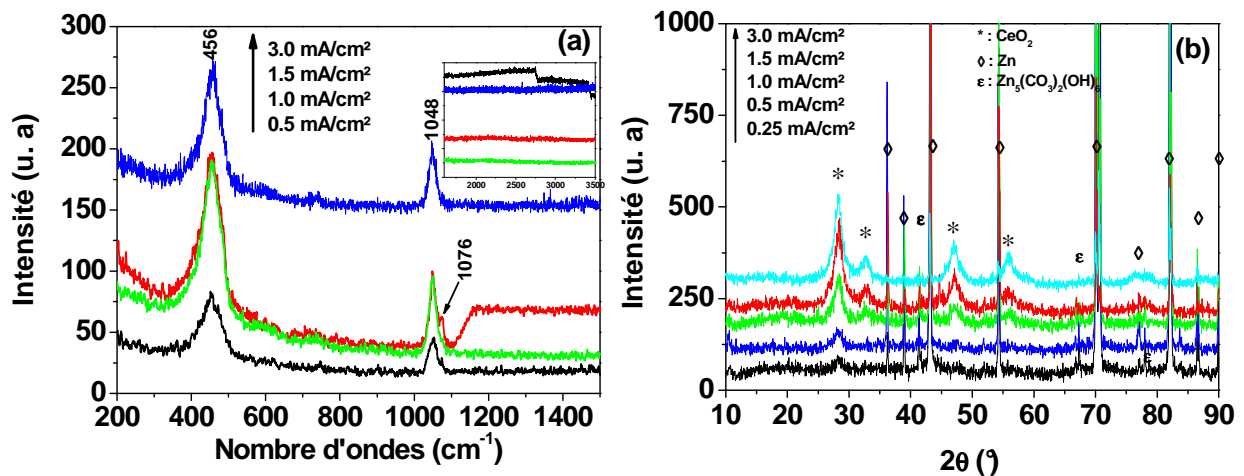 300
250
200
150
100
50
0
Intensité (u. a)
200 400 600 800 1000 1200 1400
Nombre d'ondes (cm⁻¹)
(a)
456
1048
1076
3.0 mA/cm²
1.5 mA/cm²
1.0 mA/cm²
0.5 mA/cm²
2000 2500 3000 3500
1000
750
500
250
0
Intensité (u. a)
10 20 30 40 50 60 70 80 90
2θ (°)
(b)
3.0 mA/cm²
1.5 mA/cm²
1.0 mA/cm²
0.5 mA/cm²
0.25 mA/cm²
* : CeO₂
◊ : Zn
ε : Zn₅(CO₃)₂(OH)₆
* * * *
◊ ◊ ◊ ◊ ◊ ◊ ◊ ◊ ◊
ε ε ε